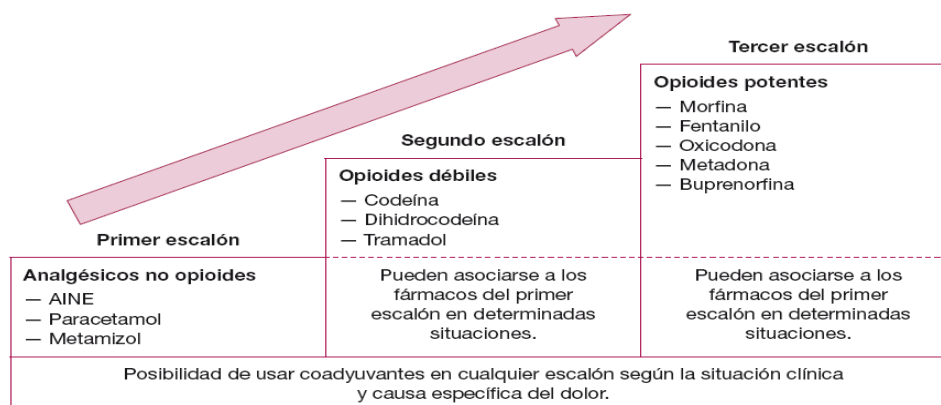 Primer escalón
Analgésicos no opioides
— AINE
— Paracetamol
— Metamizol
Segundo escalón
Opioides débiles
— Codeína
— Dihidrocodeína
— Tramadol
Pueden asociarse a los
fármacos del primer
escalón en determinadas
situaciones.
Tercer escalón
Opioides potentes
— Morfina
— Fentanilo
— Oxicodona
— Metadona
— Buprenorfina
Pueden asociarse a los
fármacos del primer
escalón en determinadas
situaciones.
Posibilidad de usar coadyuvantes en cualquier escalón según la situación clínica
y causa específica del dolor.